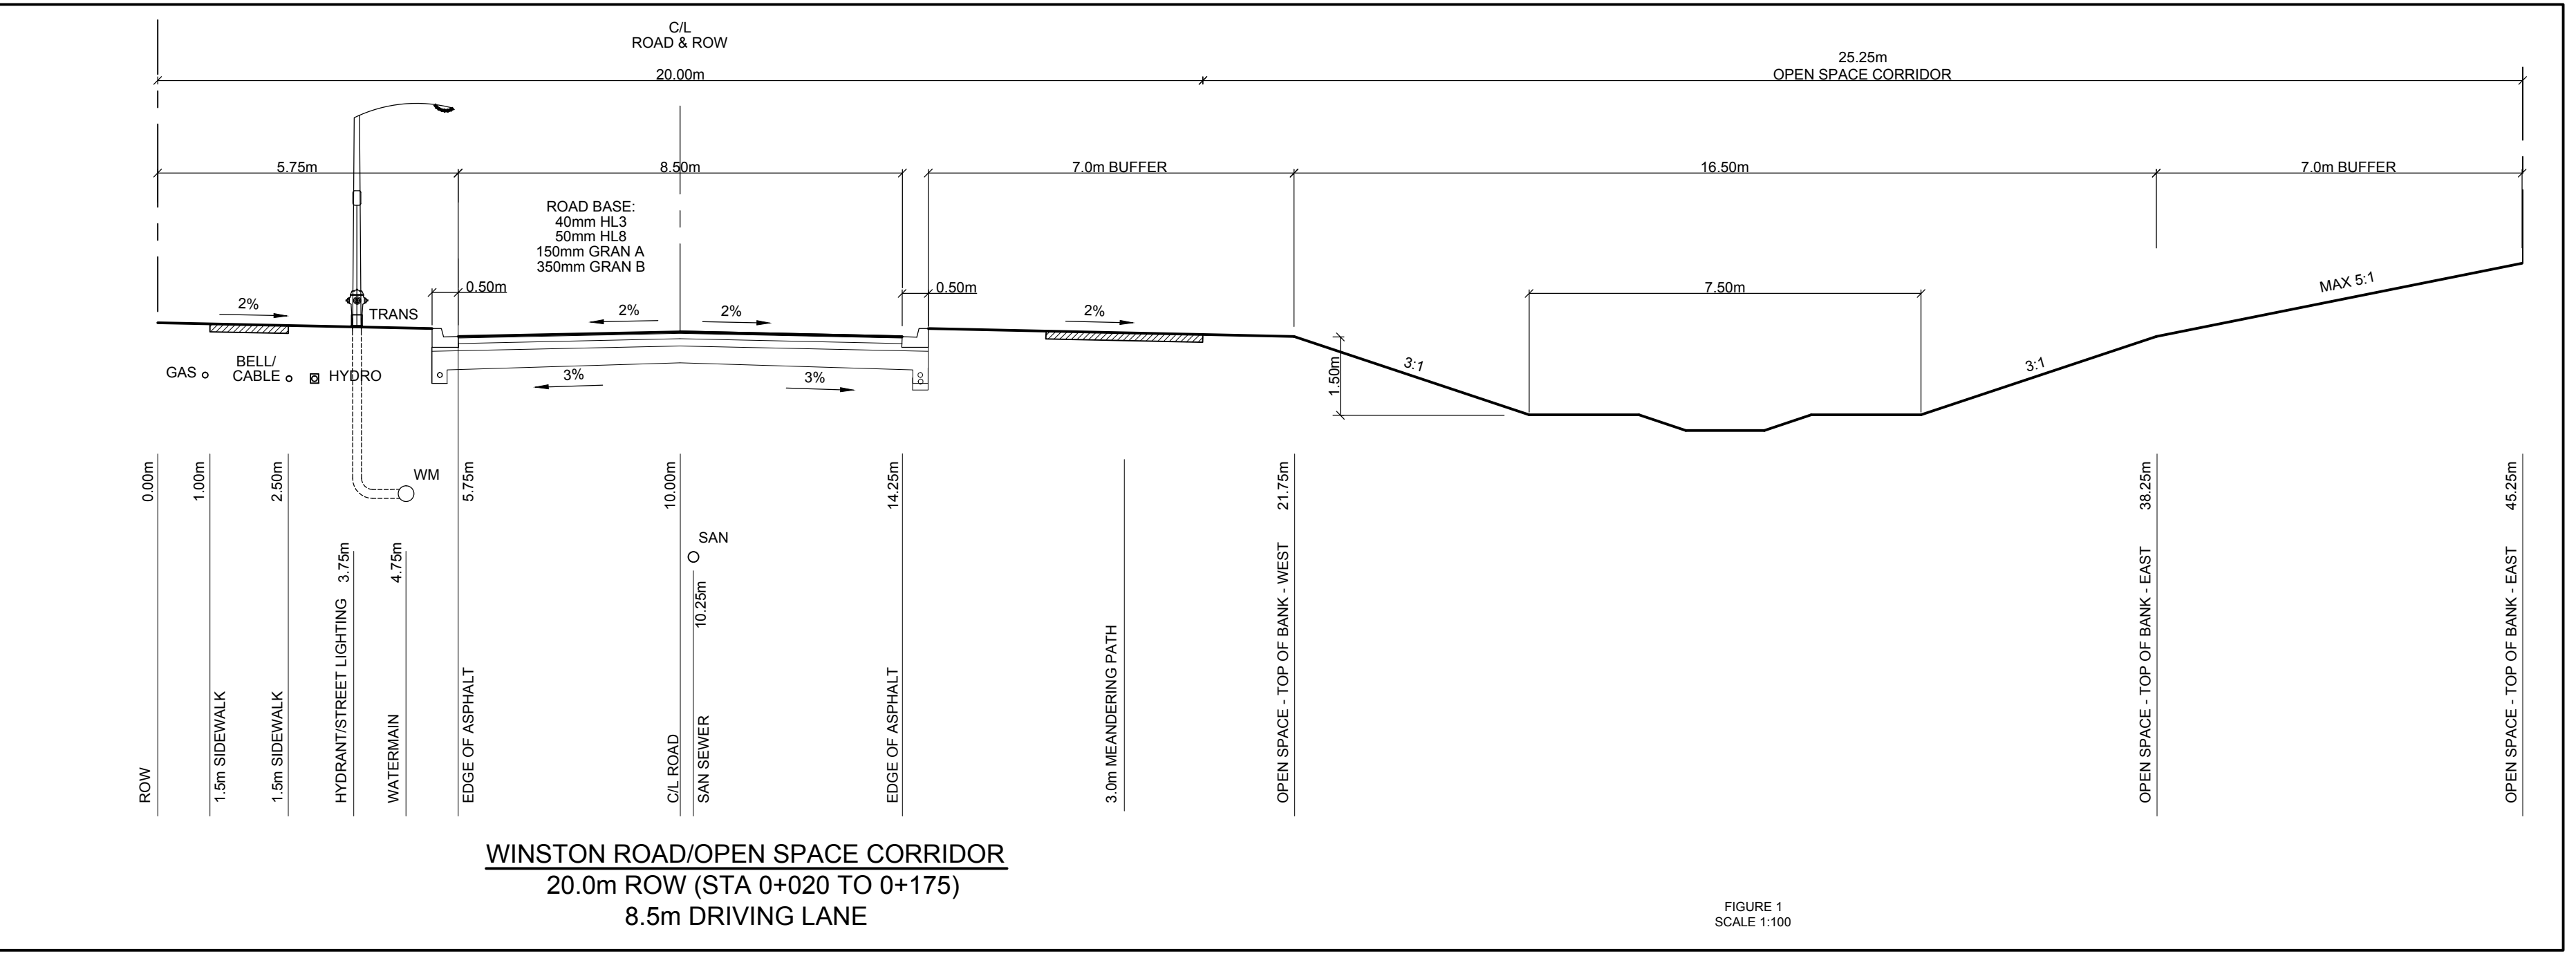 C/L
ROAD & ROW
20.00m
25.25m
OPEN SPACE CORRIDOR
5.75m
8.50m
7.0m BUFFER
16.50m
7.0m BUFFER
ROAD BASE:
40mm HL3
50mm HL8
150mm GRAN A
350mm GRAN B
0.50m
0.50m
7.50m
MAX 5:1
2%
TRANS
2%
2%
2%
GAS
BELL/
CABLE
HYDRO
3%
3%
1.50m
3:1
3:1
WM
SAN
ROW
0.00m
1.5m SIDEWALK
1.00m
1.5m SIDEWALK
2.50m
HYDRANT/STREET LIGHTING 3.75m
WATERMAIN
4.75m
EDGE OF ASPHALT
5.75m
C/L ROAD
10.00m
SAN SEWER
10.25m
EDGE OF ASPHALT
14.25m
3.0m MEANDERING PATH
OPEN SPACE - TOP OF BANK - WEST 21.75m
OPEN SPACE - TOP OF BANK - EAST 38.25m
OPEN SPACE - TOP OF BANK - EAST 45.25m
WINSTON ROAD/OPEN SPACE CORRIDOR
20.0m ROW (STA 0+020 TO 0+175)
8.5m DRIVING LANE
FIGURE 1
SCALE 1:100